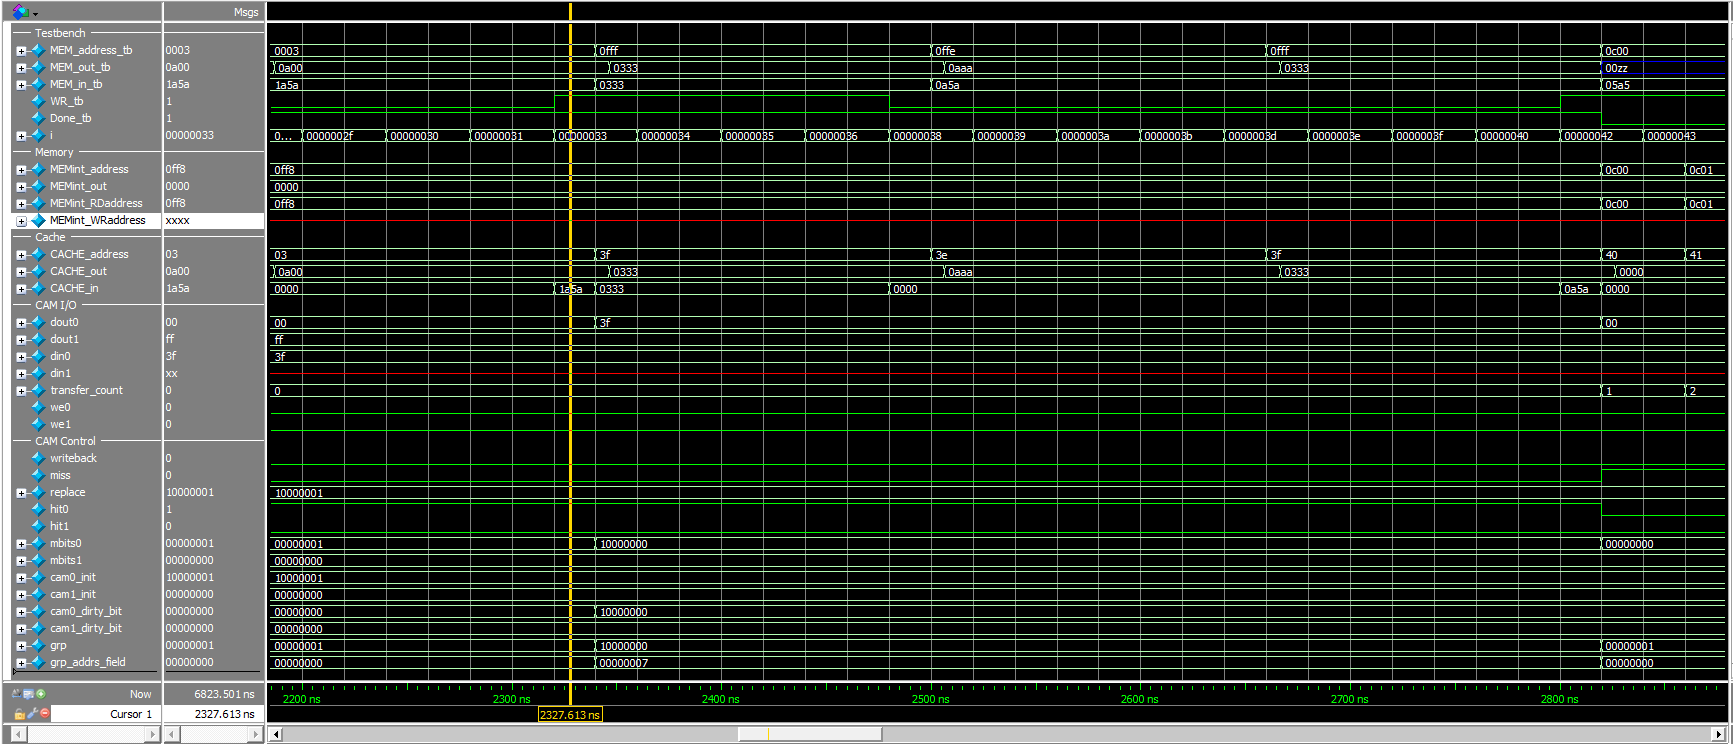 Msgs
Testbench
MEM_address_tb 0003 0003 0fff 0ffe 0fff 0c00
MEM_out_tb 0a00 0a00 0333 0aaa 0333 00zz
MEM_in_tb 1a5a 1a5a 0333 0a5a 05a5
WR_tb 1
Done_tb 1
i 00000033 0... 0000002f 00000030 00000031 00000033 00000034 00000035 00000036 00000038 00000039 0000003a 0000003b 0000003d 0000003e 0000003f 00000040 00000042 00000043
Memory
MEMint_address 0ff8 0ff8 0c00 0c01
MEMint_out 0000 0000
MEMint_RDaddress 0ff8 0ff8 0c00 0c01
MEMint_WRaddress xxxx
Cache
CACHE_address 03 03 3f 3e 3f 40 41
CACHE_out 0a00 0a00 0333 0aaa 0333 0000
CACHE_in 1a5a 0000 1a5a 0333 0000 0a5a 0000
CAM I/O
dout0 00 00 3f 00
dout1 ff ff
din0 3f 3f
din1 xx
transfer_count 0 0 1 2
we0 0
we1 0
CAM Control
writeback 0
miss 0
replace 10000001 10000001
hit0 1
hit1 0
mbits0 00000001 00000001 10000000 00000000
mbits1 00000000 00000000
cam0_init 10000001 10000001
cam1_init 00000000 00000000
cam0_dirty_bit 00000000 00000000 10000000
cam1_dirty_bit 00000000 00000000
grp 00000001 00000001 10000000 00000001
grp_addrs_field 00000000 00000000 00000007 00000000
Now 6823.501 ns 2200 ns 2300 ns 2400 ns 2500 ns 2600 ns 2700 ns 2800 ns
Cursor 1 2327.613 ns 2327.613 ns